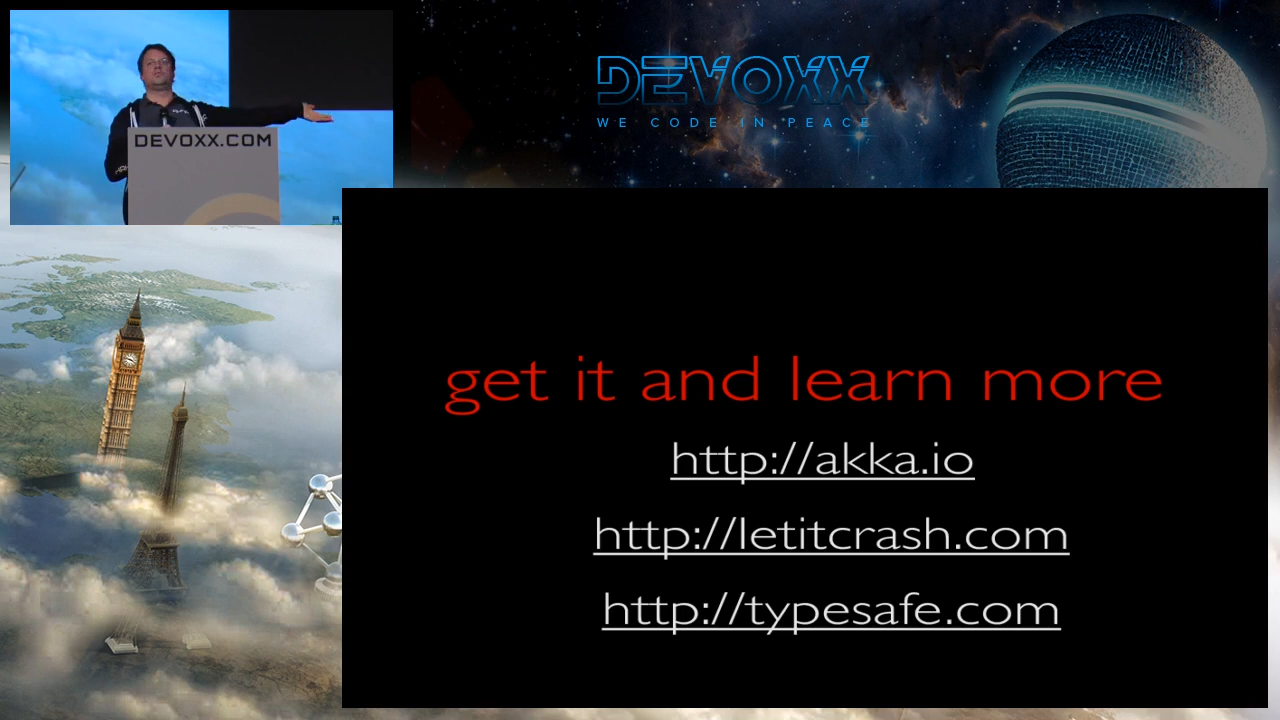 DEVOXX
WE CODE IN PEACE
DEVOXX.COM
get it and learn more
http://akka.io
http://letitcrash.com
http://typesafe.com